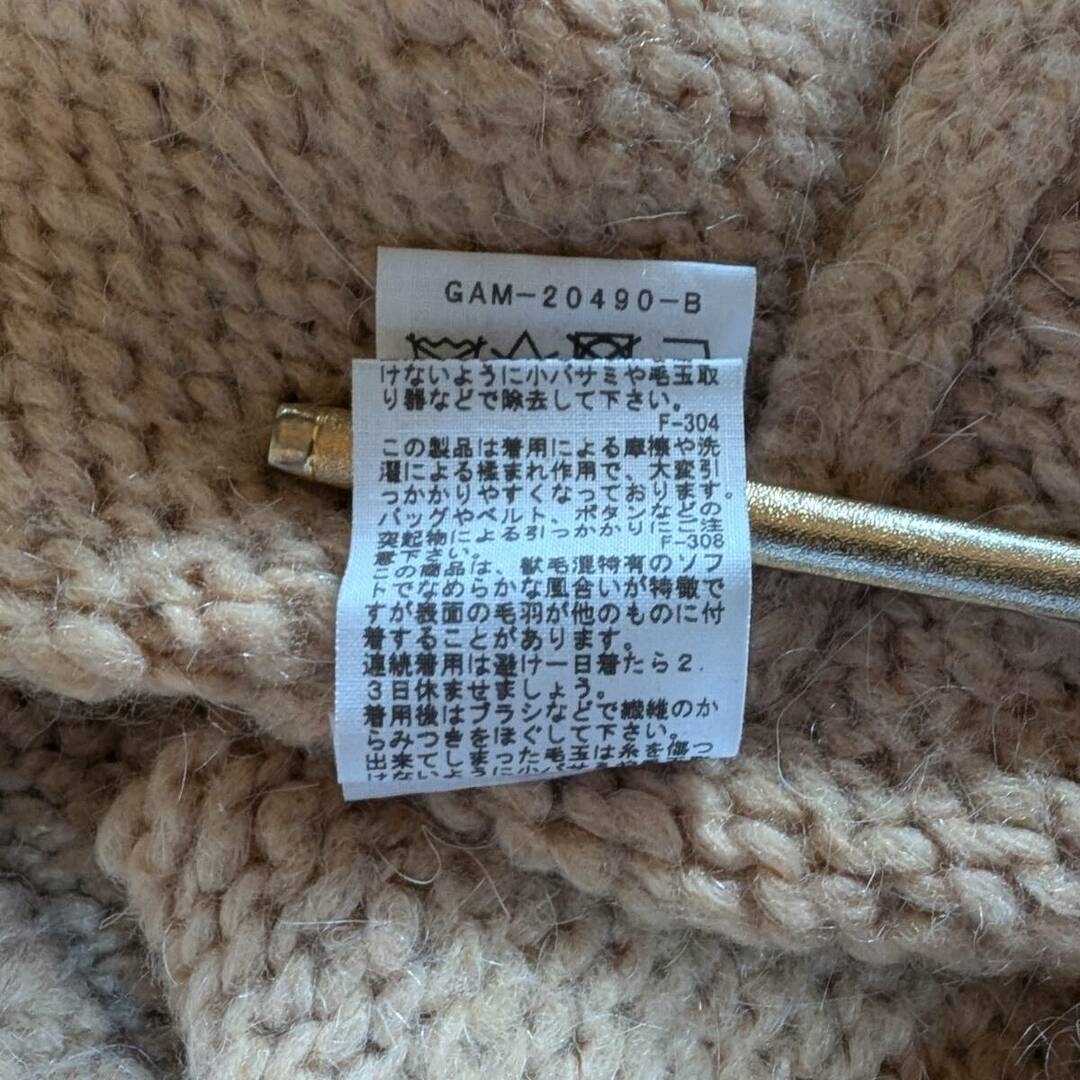 GAM-20490-B
けないように小バサミや毛玉取
り器などで除去して下さい。
F-304
この製品は着用による摩擦や洗
濯による揉まれ作用で、大変引
っかかりやすくなっております。
バッグやベルト、ボタンなどの
突起物による引っかかりにご注
意下さい。
F-308
この商品は、獣毛混特有のソフ
トでなめらかな風合いが特徴で
すが表面の毛羽が他のものに付
着することがあります。
連続着用は避け一日着たら2.
3日休ませましょう。
着用後はブラシなどで繊維のか
らみつきをほぐして下さい。
出来てしまった毛玉は糸を傷つ
けないように小バサ